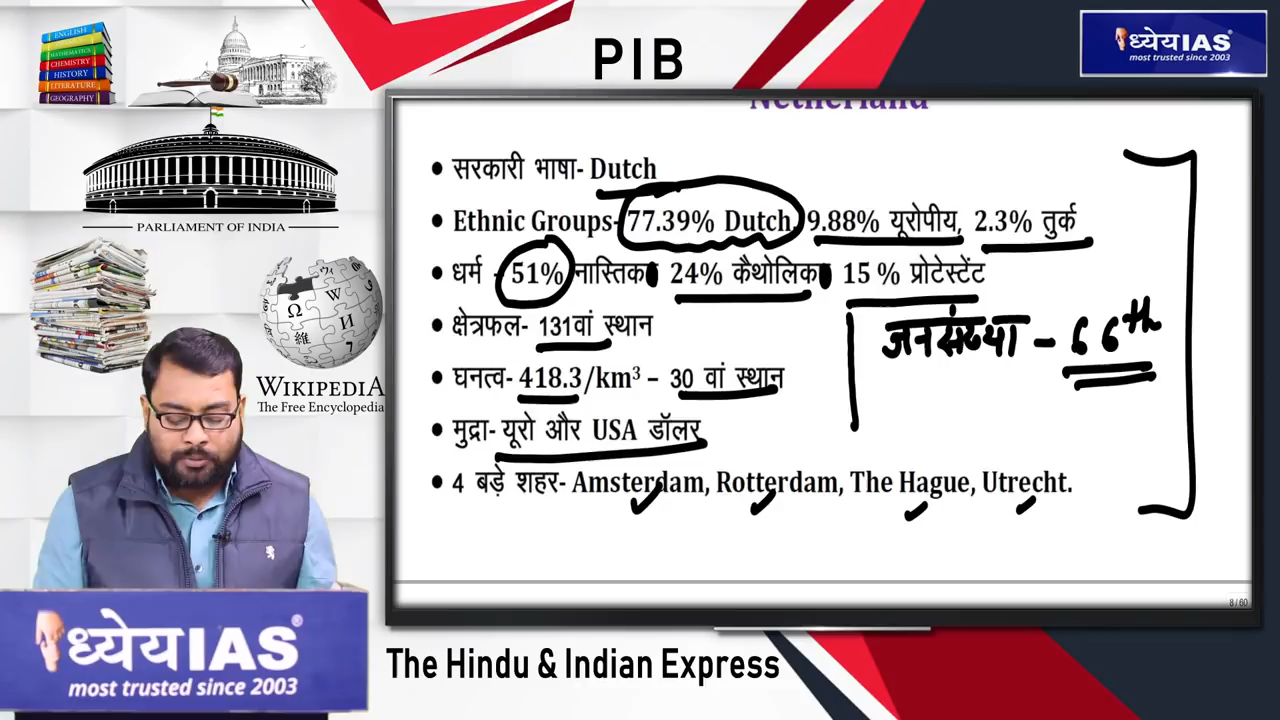 PIB
ध्येयIAS
most trusted since 2003
ENGLISH
MATHEMATICS
CHEMISTRY
HISTORY
LITERATURE
GEOGRAPHY
PARLIAMENT OF INDIA
WIKIPEDIA
The Free Encyclopedia
Netherland
• सरकारी भाषा- Dutch
• Ethnic Groups- 77.39% Dutch, 9.88% यूरोपीय, 2.3% तुर्क
• धर्म - 51% नास्तिक 24% कैथोलिक 15 % प्रोटेस्टेंट
• क्षेत्रफल- 131वां स्थान
जनसंख्या - 66th
• घनत्व- 418.3/km³ – 30 वां स्थान
• मुद्रा- यूरो और USA डॉलर
• 4 बड़े शहर- Amsterdam, Rotterdam, The Hague, Utrecht.
8 / 60
ध्येयIAS®
most trusted since 2003
The Hindu & Indian Express